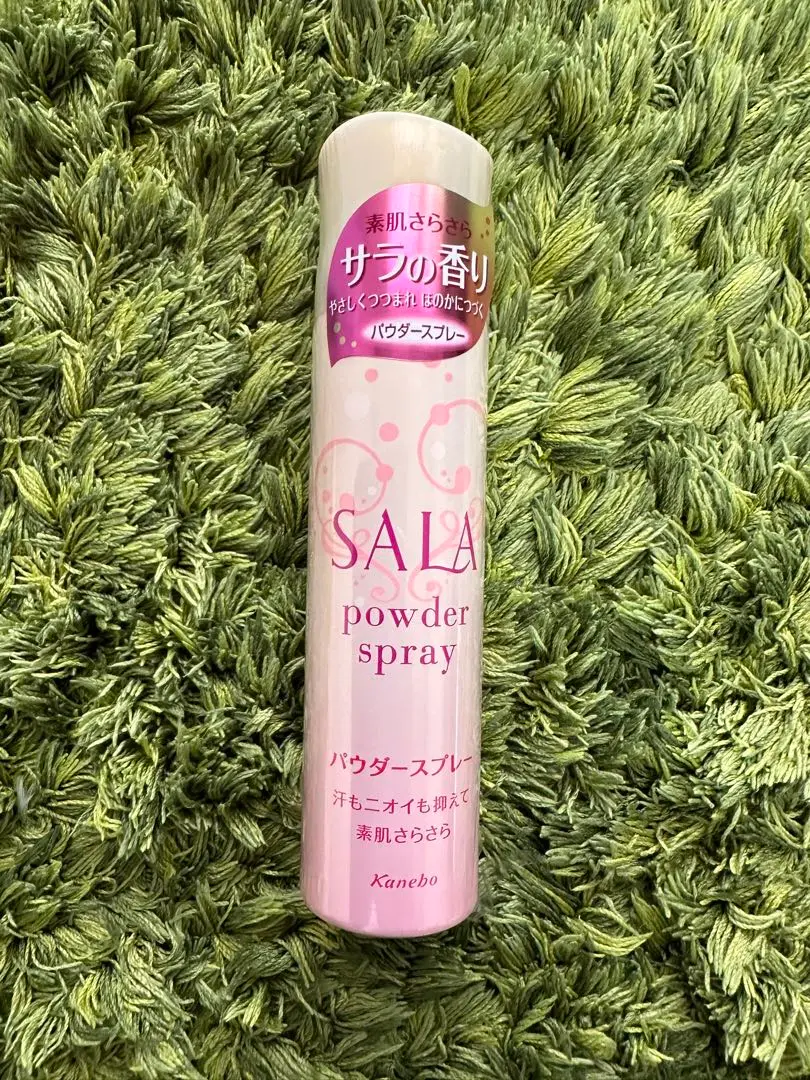 素肌さらさら
サラの香り
やさしくつつまれ ほのかにつづく
パウダースプレー
SALA
powder
spray
パウダースプレー
汗もニオイも抑えて
素肌さらさら
Kanebo